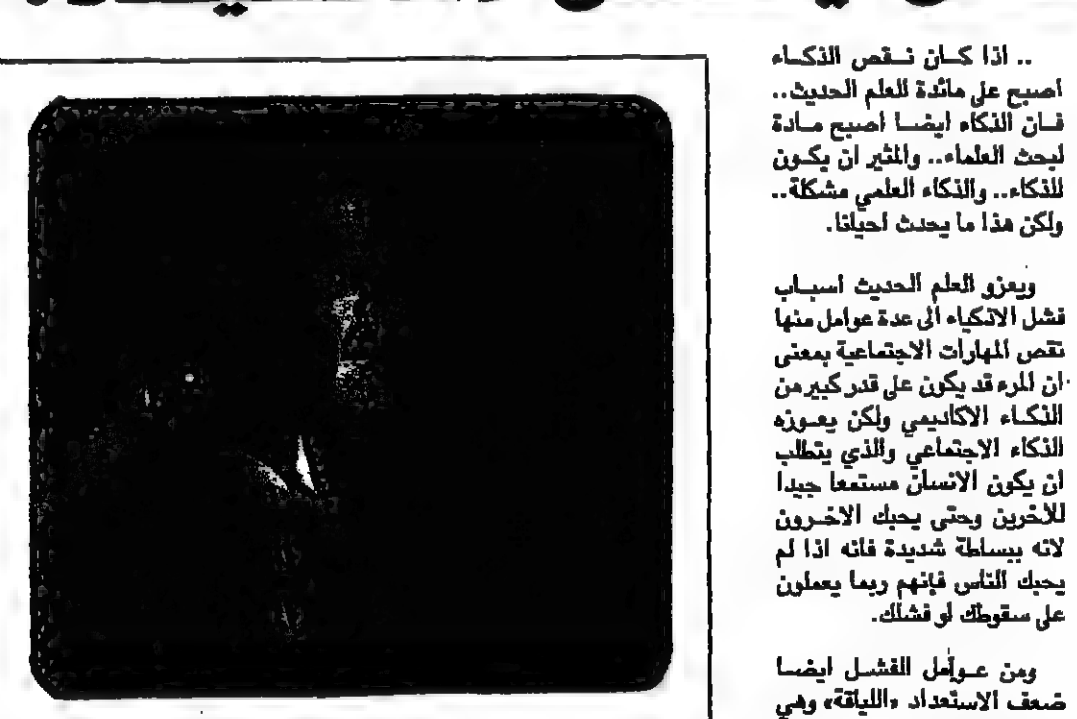 .. اذا كان نقص الذكاء
اصبح على مائدة للعلم الحديث..
فان الذكاء ايضا اصبح مادة
لبحث العلماء.. والمثير ان يكون
للذكاء.. والذكاء العلمي مشكلة..
ولكن هذا ما يحدث احيانا.
ويعزو العلم الحديث اسباب
فشل الاذكياء الى عدة عوامل منها
نقص المهارات الاجتماعية بمعنى
ان المرء قد يكون على قدر كبير من
الذكاء الاكاديمي ولكن يعوزه
الذكاء الاجتماعي والذي يتطلب
ان يكون الانسان مستمعا جيدا
للآخرين وحتى يحبك الاخرون
لانه ببساطة شديدة فانه اذا لم
يحبك الناس فإنهم ربما يعملون
على سقوطك او فشلك.
ومن عوامل الفشل ايضا
ضعف الاستعداد «اللياقة» وهي